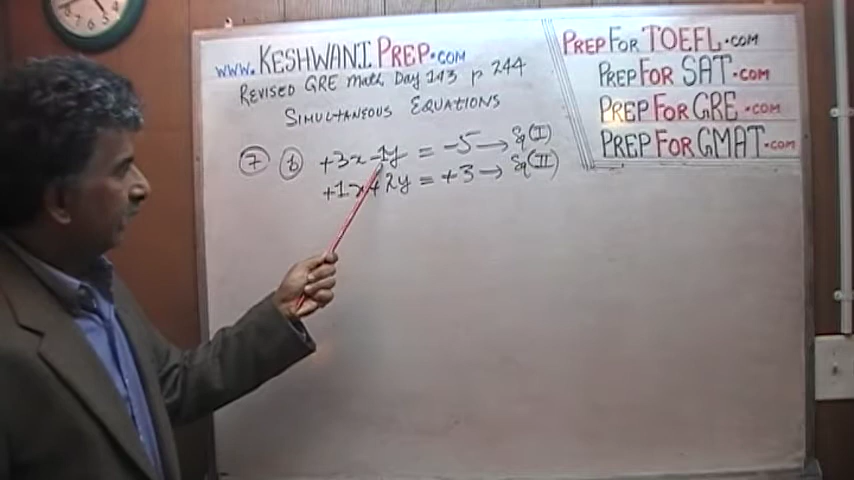 www.KESHWANI PREP.com
REVISED GRE Math Day 143 p 244
SIMULTANEOUS EQUATIONS
7 b +3x -1y = -5 → Eq(I)
+1x + 2y = +3 → Eq(II)
PREP FOR TOEFL.com
PREP FOR SAT.com
PREP FOR GRE.com
PREP FOR GMAT.com